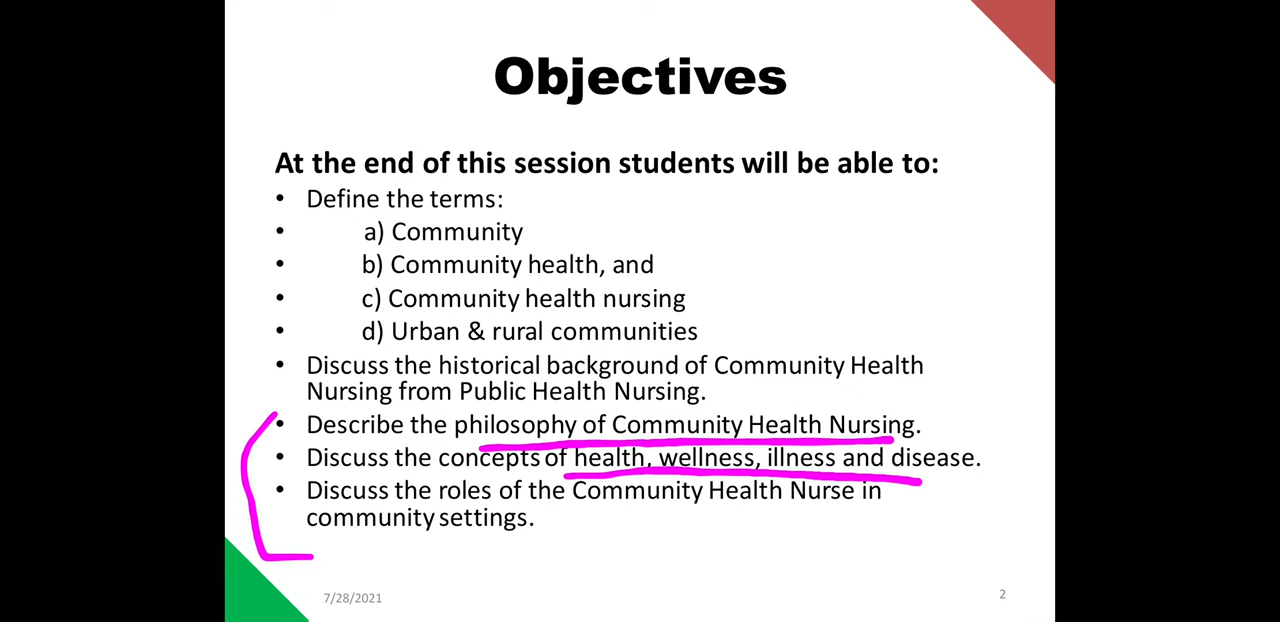 Objectives
At the end of this session students will be able to:
• Define the terms:
• a) Community
• b) Community health, and
• c) Community health nursing
• d) Urban & rural communities
• Discuss the historical background of Community Health
Nursing from Public Health Nursing.
• Describe the philosophy of Community Health Nursing.
• Discuss the concepts of health, wellness, illness and disease.
• Discuss the roles of the Community Health Nurse in
community settings.
7/28/2021
2